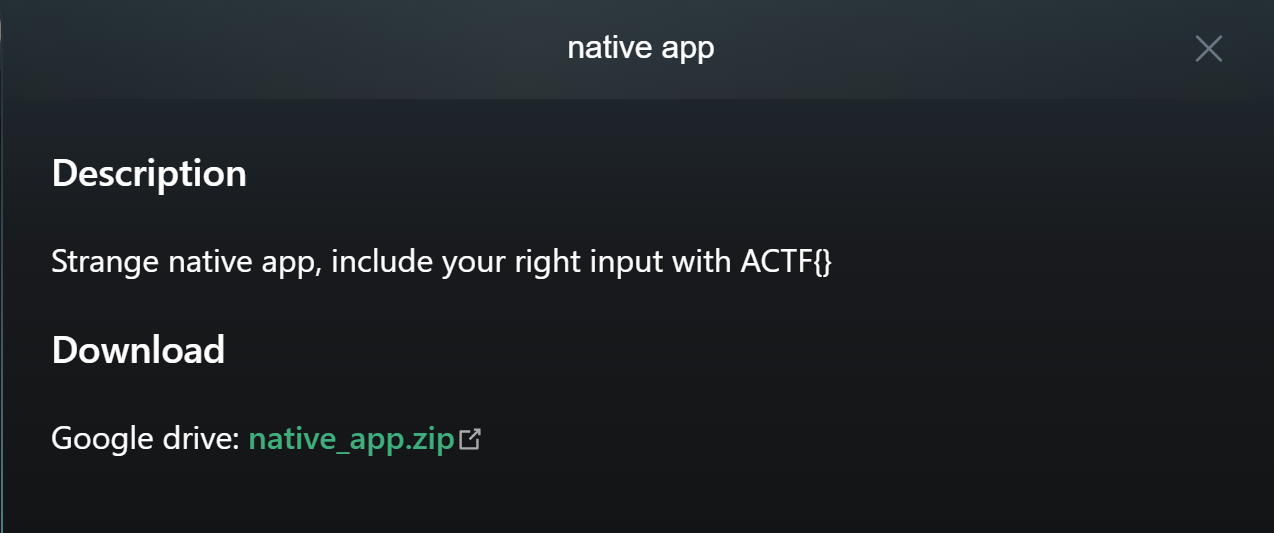 native app
Description
Strange native app, include your right input with ACTF{}
Download
Google drive: native_app.zip